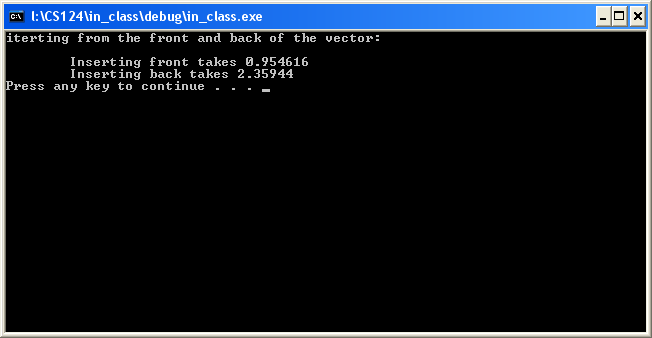 I:\CS124\in_class\debug\in_class.exe
iterting from the front and back of the vector:
Inserting front takes 0.954616
Inserting back takes 2.35944
Press any key to continue . . . _